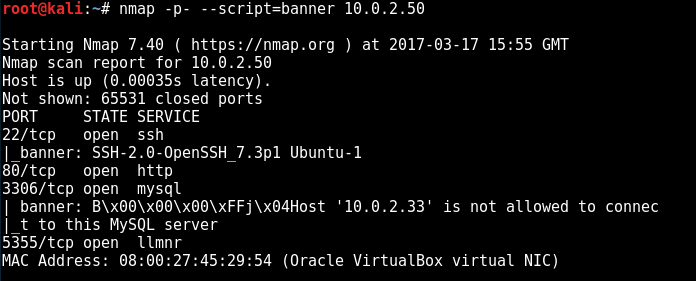 root@kali:~# nmap -p- --script=banner 10.0.2.50
Starting Nmap 7.40 ( https://nmap.org ) at 2017-03-17 15:55 GMT
Nmap scan report for 10.0.2.50
Host is up (0.00035s latency).
Not shown: 65531 closed ports
PORT     STATE SERVICE
22/tcp   open  ssh
|_banner: SSH-2.0-OpenSSH_7.3p1 Ubuntu-1
80/tcp   open  http
3306/tcp open  mysql
| banner: B\x00\x00\x00\xFFj\x04Host '10.0.2.33' is not allowed to connec
|_t to this MySQL server
5355/tcp open  llmnr
MAC Address: 08:00:27:45:29:54 (Oracle VirtualBox virtual NIC)